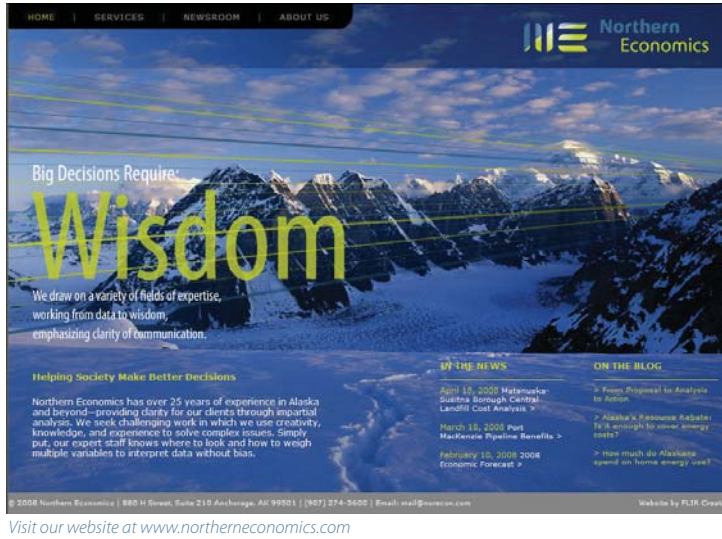 HOME | SERVICES | NEWSROOM | ABOUT US
Northern
Economics
Big Decisions Require:
Wisdom
We draw on a variety of fields of expertise,
working from data to wisdom,
emphasizing clarity of communication.
Helping Society Make Better Decisions
Northern Economics has over 25 years of experience in Alaska
and beyond—providing clarity for our clients through impartial
analysis. We seek challenging work in which we use creativity,
knowledge, and experience to solve complex issues. Simply
put, our expert staff knows where to look and how to weigh
multiple variables to interpret data without bias.
IN THE NEWS
April 18, 2008 Matanuska-
Susitna Borough Central
Landfill Cost Analysis >
March 18, 2008 Port
MacKenzie Pipeline Benefits >
February 10, 2008 2008
Economic Forecast >
ON THE BLOG
> From Proposal to Analysis
to Action
> Alaska's Resource Rebate:
Is it enough to cover energy
costs?
> How much do Alaskans
spend on home energy use?
© 2008 Northern Economics | 880 H Street, Suite 210 Anchorage, AK 99501 | (907) 274-5600 | Email: mail@norecon.com
Website by FLIR Creat
Visit our website at www.northerneconomics.com